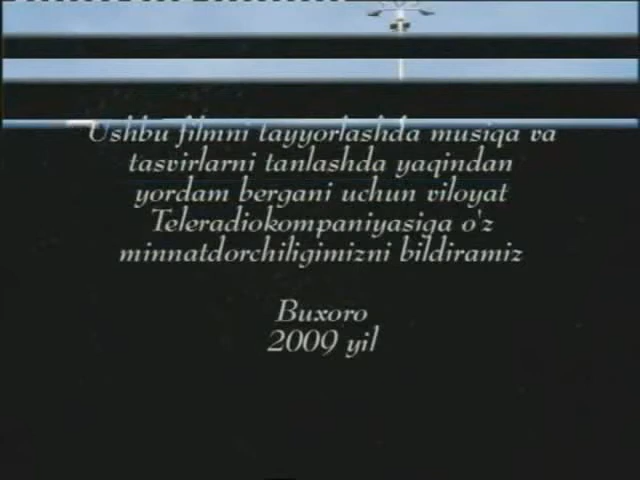 Ushbu filmni tayyorlashda musiqa va
tasvirlarni tanlashda yaqindan
yordam bergani uchun viloyat
Teleradiokompaniyasiga o'z
minnatdorchiligimizni bildiramiz
Buxoro
2009 yil